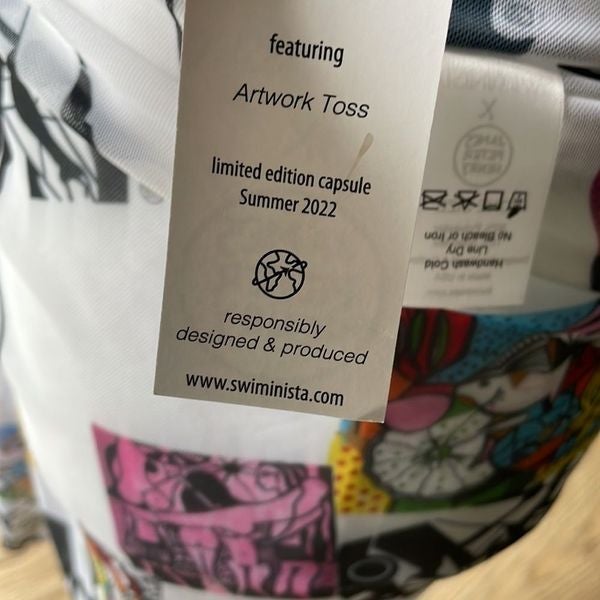 featuring
Artwork Toss
limited edition capsule
Summer 2022
responsibly
designed & produced
www.swiminista.com
X
Handwash Cold
Line Dry
No Bleach or Iron